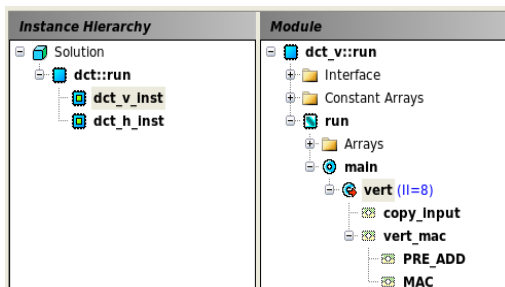 Instance Hierarchy
Solution
dct::run
dct_v_inst
dct_h_inst
Module
dct_v::run
Interface
Constant Arrays
run
Arrays
main
vert (II=8)
copy_input
vert_mac
PRE_ADD
MAC